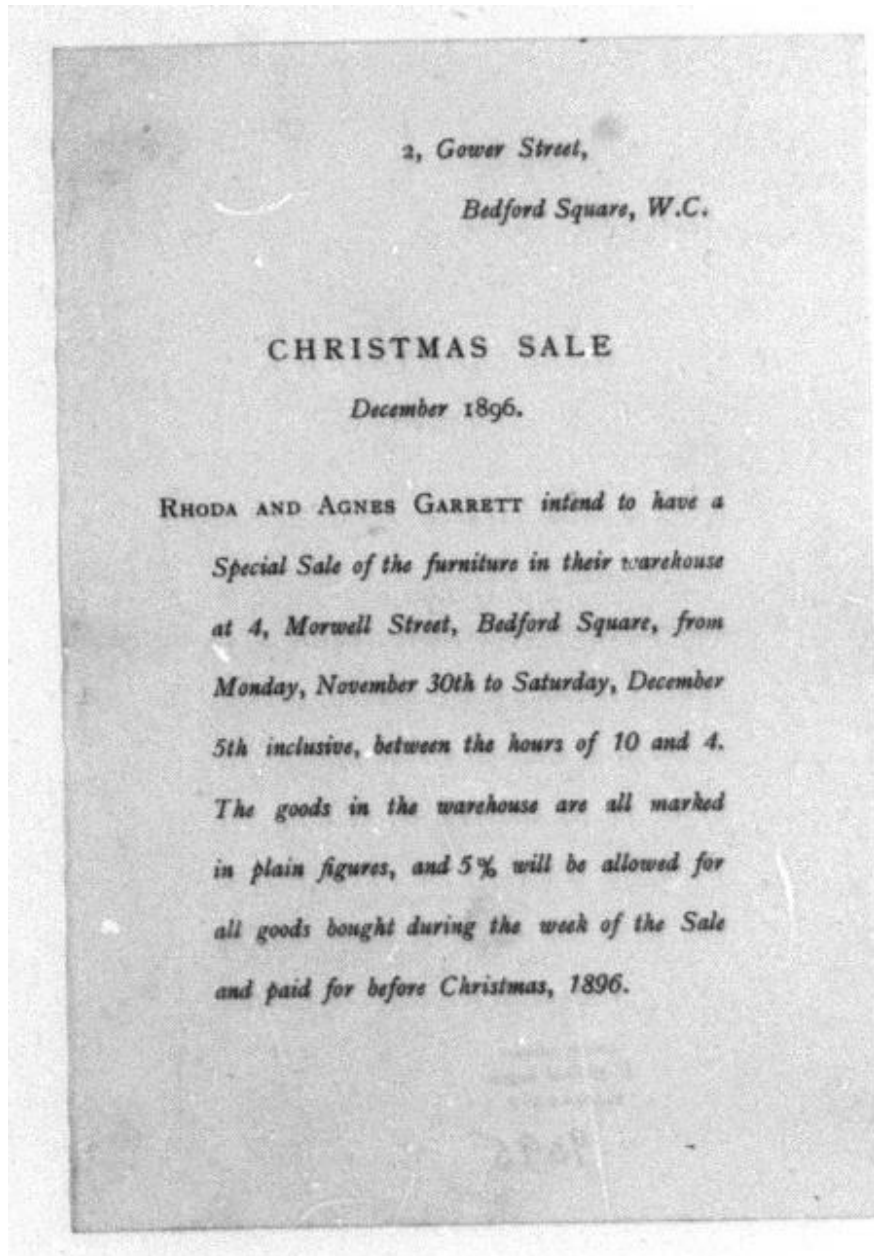 2, Gower Street,
Bedford Square, W.C.
CHRISTMAS SALE
December 1896.
RHODA AND AGNES GARRETT intend to have a
Special Sale of the furniture in their warehouse
at 4, Morwell Street, Bedford Square, from
Monday, November 30th to Saturday, December
5th inclusive, between the hours of 10 and 4.
The goods in the warehouse are all marked
in plain figures, and 5% will be allowed for
all goods bought during the week of the Sale
and paid for before Christmas, 1896.